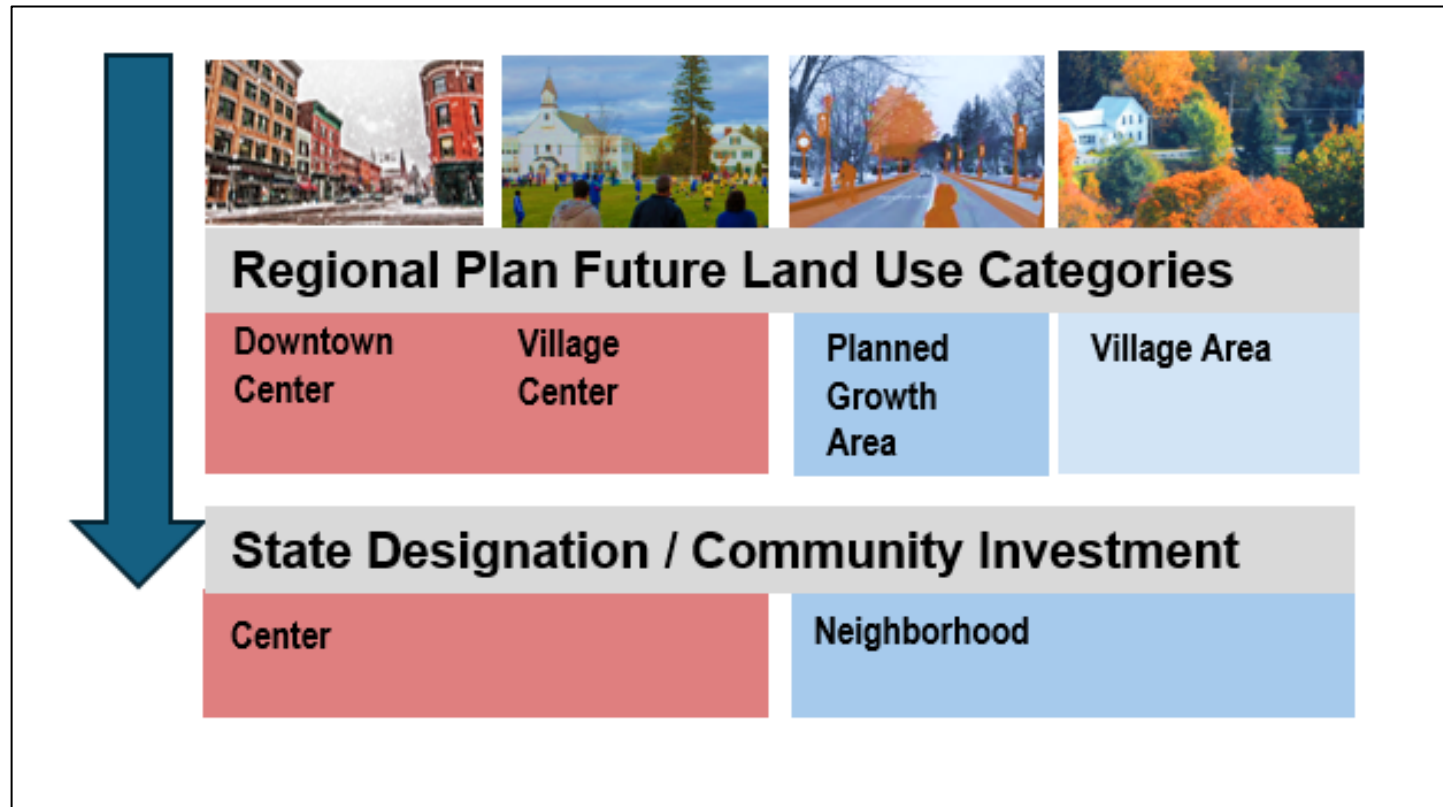 Regional Plan Future Land Use Categories
Downtown
Center
Village
Center
Planned
Growth
Area
Village Area
State Designation / Community Investment
Center
Neighborhood